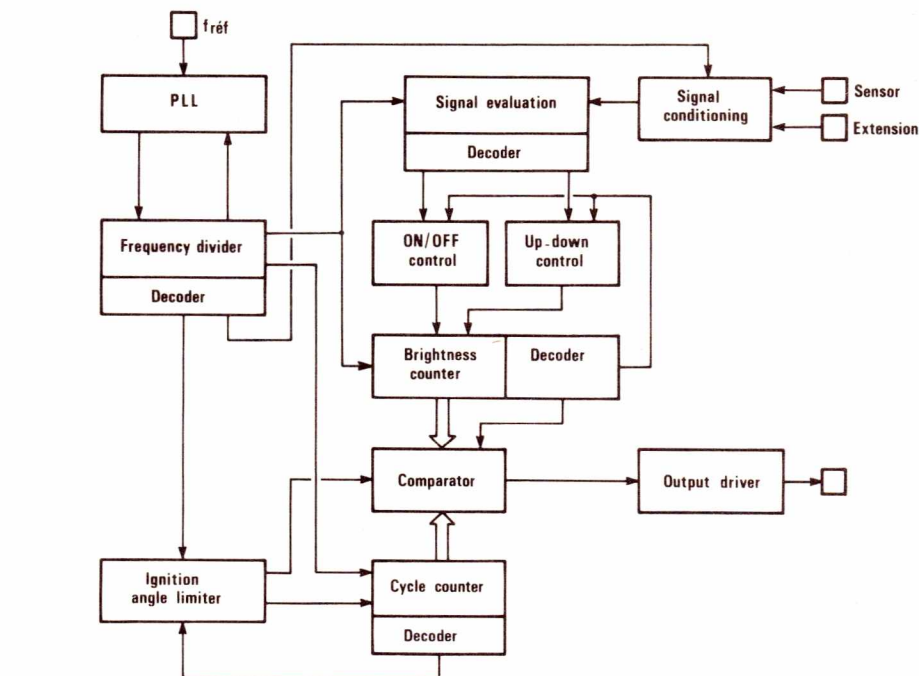 fréf
PLL
Signal evaluation
Decoder
Signal
conditioning
Sensor
Extension
Frequency divider
Decoder
ON/OFF
control
Up-down
control
Brightness
counter
Decoder
Comparator
Output driver
Ignition
angle limiter
Cycle counter
Decoder